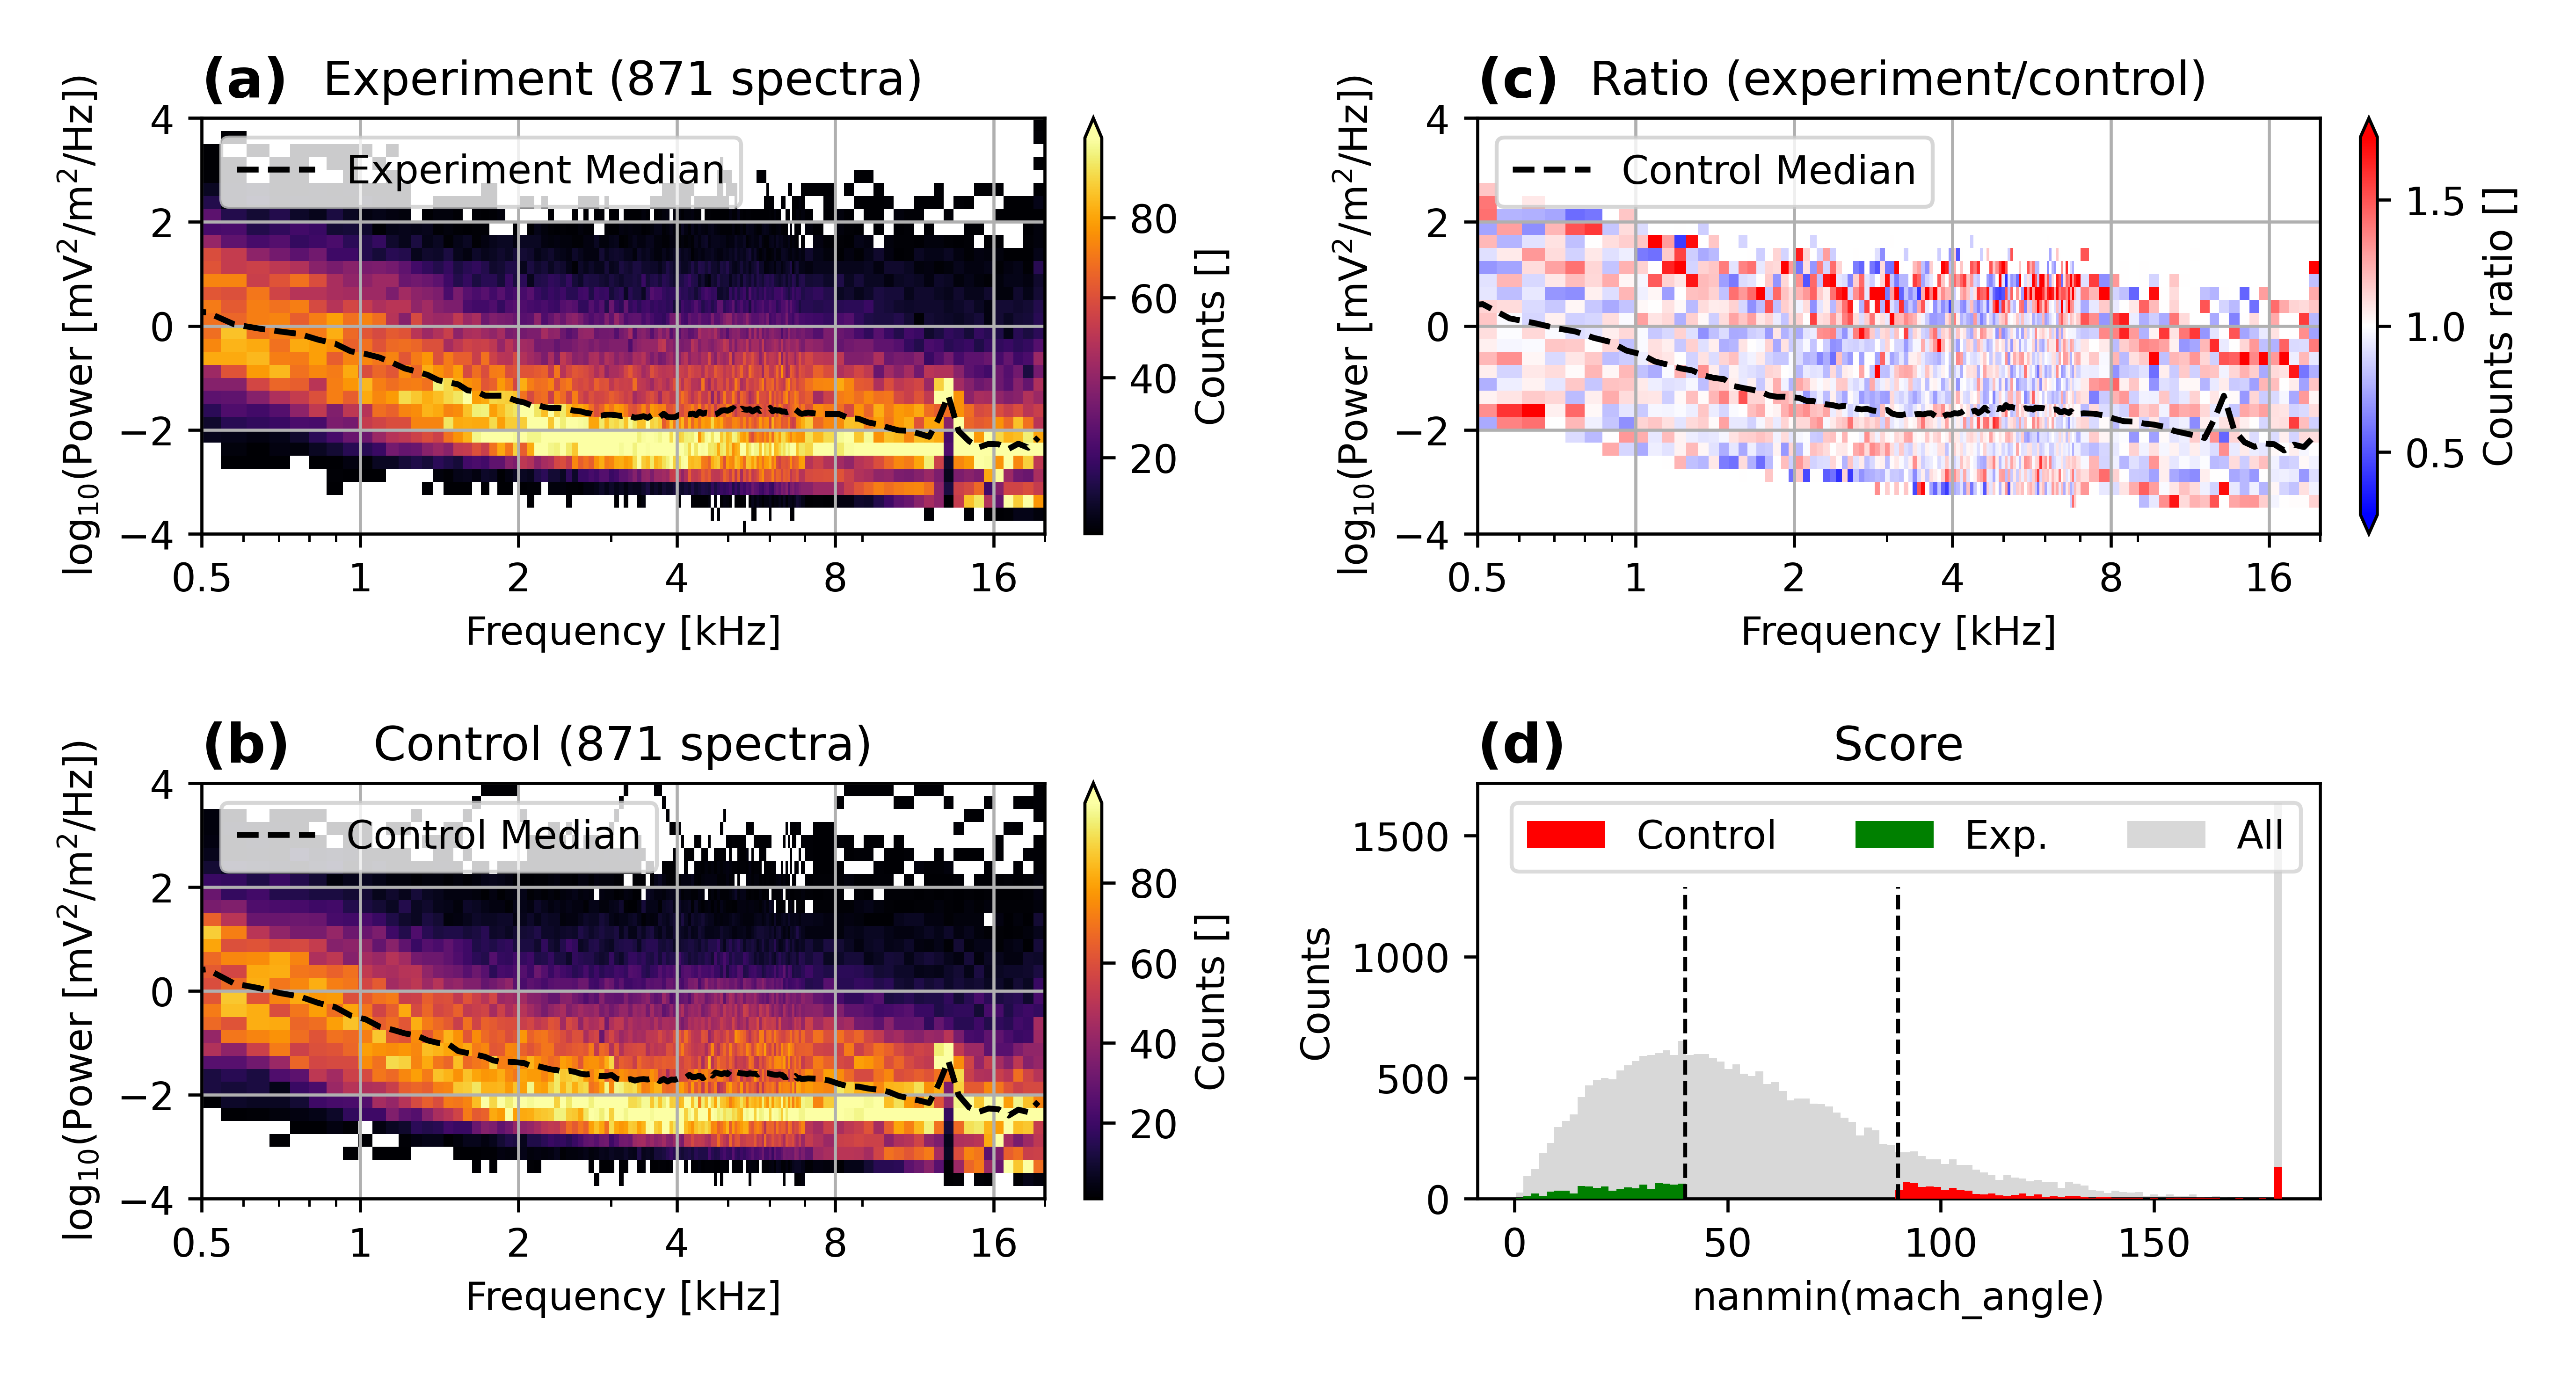 (a) Experiment (871 spectra)
log10(Power [mV²/m²/Hz])
4
2
0
−2
−4
Experiment Median
0.5 1 2 4 8 16
Frequency [kHz]
80
60
40
20
Counts []
(c) Ratio (experiment/control)
log10(Power [mV²/m²/Hz])
4
2
0
−2
−4
Control Median
0.5 1 2 4 8 16
Frequency [kHz]
1.5
1.0
0.5
Counts ratio []
(b) Control (871 spectra)
log10(Power [mV²/m²/Hz])
4
2
0
−2
−4
Control Median
0.5 1 2 4 8 16
Frequency [kHz]
80
60
40
20
Counts []
(d) Score
Counts
1500
1000
500
0
Control Exp. All
0 50 100 150
nanmin(mach_angle)